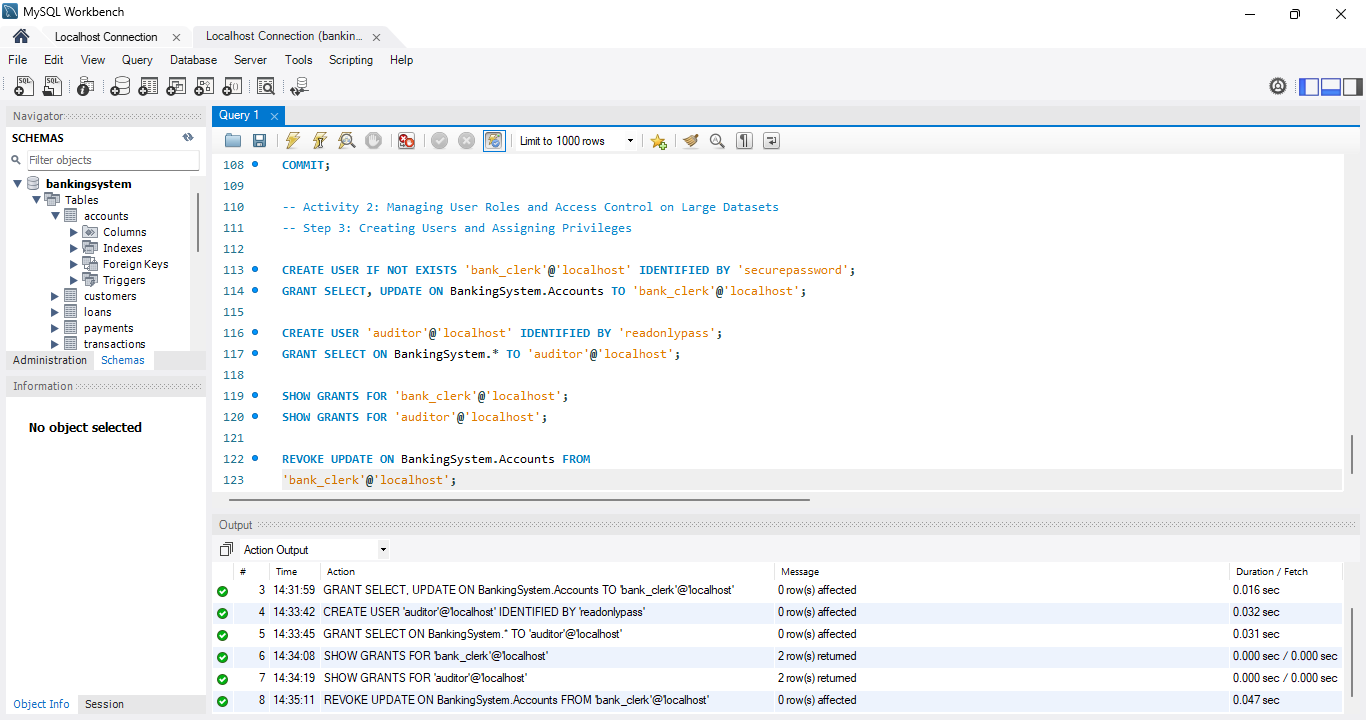 MySQL Workbench
Localhost Connection
Localhost Connection (bankin...
File Edit View Query Database Server Tools Scripting Help
Navigator
SCHEMAS
Filter objects
bankingsystem
Tables
accounts
Columns
Indexes
Foreign Keys
Triggers
customers
loans
payments
transactions
Administration Schemas
Information
No object selected
Object Info Session
Query 1
Limit to 1000 rows
108 COMMIT;
109
110 -- Activity 2: Managing User Roles and Access Control on Large Datasets
111 -- Step 3: Creating Users and Assigning Privileges
112
113 CREATE USER IF NOT EXISTS 'bank_clerk'@'localhost' IDENTIFIED BY 'securepassword';
114 GRANT SELECT, UPDATE ON BankingSystem.Accounts TO 'bank_clerk'@'localhost';
115
116 CREATE USER 'auditor'@'localhost' IDENTIFIED BY 'readonlypass';
117 GRANT SELECT ON BankingSystem.* TO 'auditor'@'localhost';
118
119 SHOW GRANTS FOR 'bank_clerk'@'localhost';
120 SHOW GRANTS FOR 'auditor'@'localhost';
121
122 REVOKE UPDATE ON BankingSystem.Accounts FROM
123 'bank_clerk'@'localhost';
Output
Action Output
# Time Action Message Duration / Fetch
3 14:31:59 GRANT SELECT, UPDATE ON BankingSystem.Accounts TO 'bank_clerk'@'localhost' 0 row(s) affected 0.016 sec
4 14:33:42 CREATE USER 'auditor'@'localhost' IDENTIFIED BY 'readonlypass' 0 row(s) affected 0.032 sec
5 14:33:45 GRANT SELECT ON BankingSystem.* TO 'auditor'@'localhost' 0 row(s) affected 0.031 sec
6 14:34:08 SHOW GRANTS FOR 'bank_clerk'@'localhost' 2 row(s) returned 0.000 sec / 0.000 sec
7 14:34:19 SHOW GRANTS FOR 'auditor'@'localhost' 2 row(s) returned 0.000 sec / 0.000 sec
8 14:35:11 REVOKE UPDATE ON BankingSystem.Accounts FROM 'bank_clerk'@'localhost' 0 row(s) affected 0.047 sec